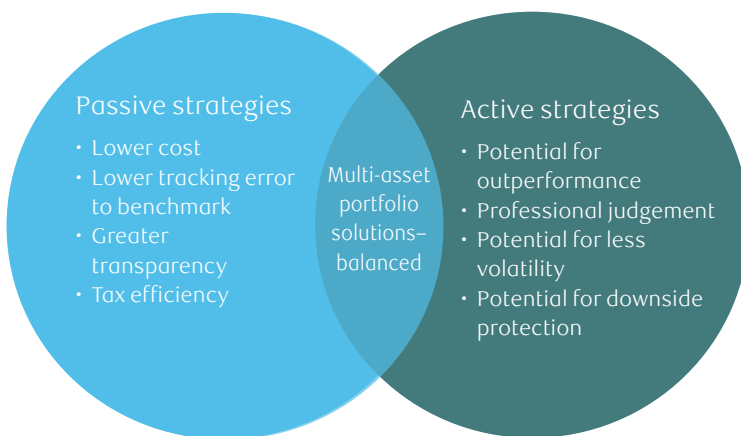 Passive strategies
• Lower cost
• Lower tracking error
to benchmark
• Greater
transparency
• Tax efficiency
Multi-asset
portfolio
solutions–
balanced
Active strategies
• Potential for
outperformance
• Professional judgement
• Potential for less
volatility
• Potential for downside
protection